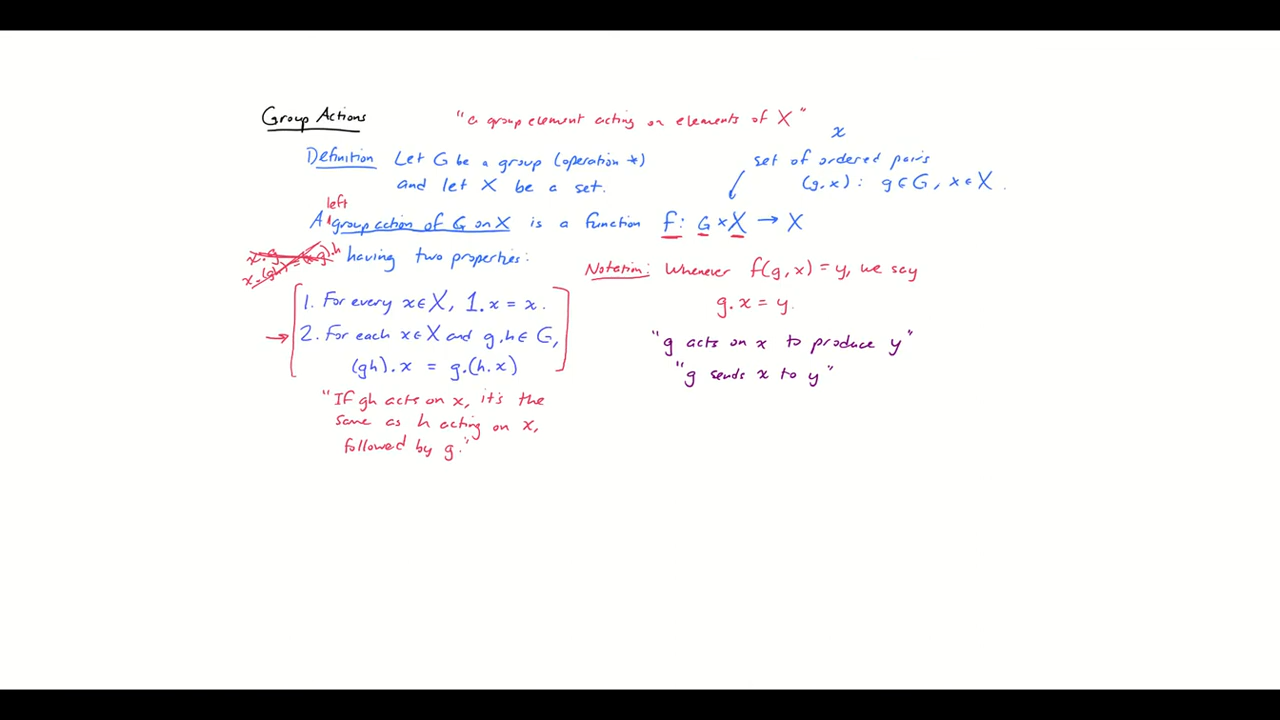 Group Actions
"a group element acting on elements of X"
x
Definition Let G be a group (operation *)
set of ordered pairs
and let X be a set.
(g,x) : g ∈ G, x ∈ X.
left
A group action of G on X is a function f: G × X → X
x.g
x.(gh) = (x.g).h
having two properties:
Notation: Whenever f(g,x) = y, we say
1. For every x ∈ X, 1.x = x.
g.x = y.
→ 2. For each x ∈ X and g,h ∈ G,
"g acts on x to produce y"
(gh).x = g.(h.x)
"g sends x to y"
"If gh acts on x, it's the
same as h acting on x,
followed by g."